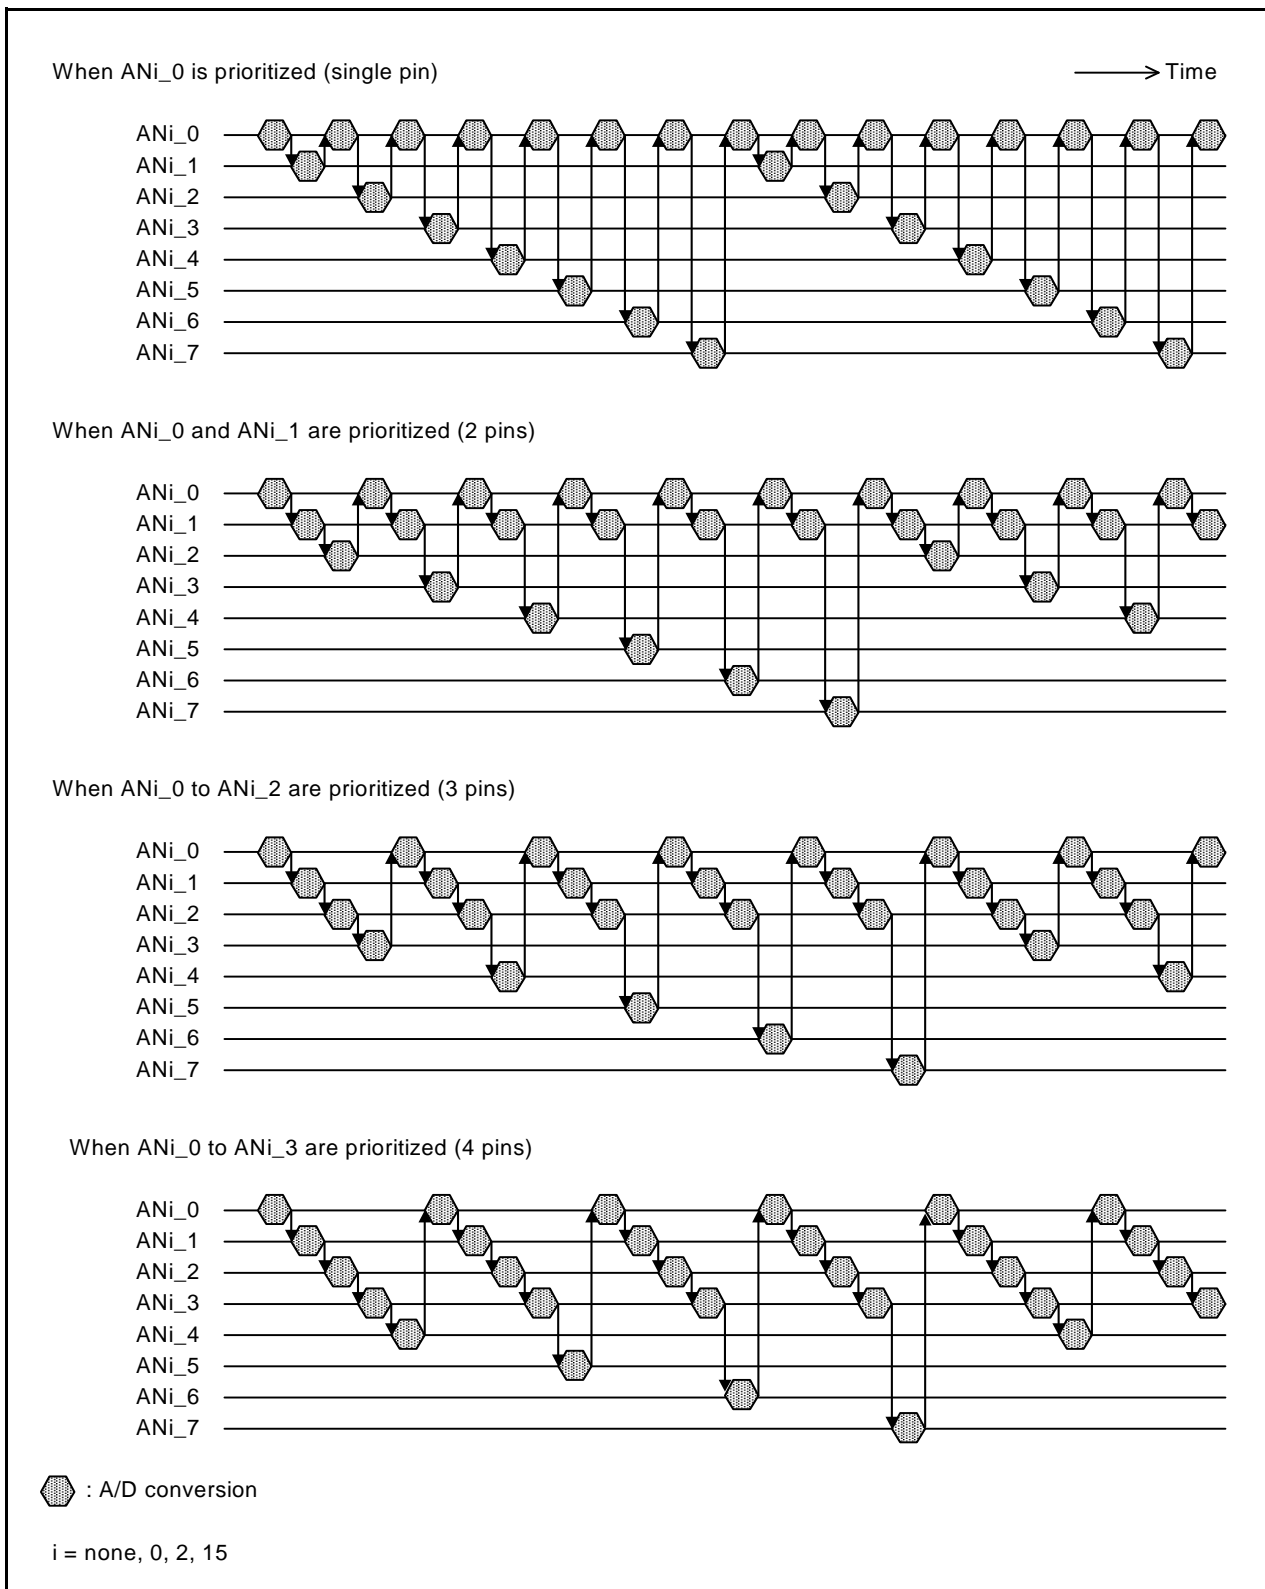 When ANi_0 is prioritized (single pin)
Time
ANi_0
ANi_1
ANi_2
ANi_3
ANi_4
ANi_5
ANi_6
ANi_7
When ANi_0 and ANi_1 are prioritized (2 pins)
ANi_0
ANi_1
ANi_2
ANi_3
ANi_4
ANi_5
ANi_6
ANi_7
When ANi_0 to ANi_2 are prioritized (3 pins)
ANi_0
ANi_1
ANi_2
ANi_3
ANi_4
ANi_5
ANi_6
ANi_7
When ANi_0 to ANi_3 are prioritized (4 pins)
ANi_0
ANi_1
ANi_2
ANi_3
ANi_4
ANi_5
ANi_6
ANi_7
: A/D conversion
i = none, 0, 2, 15